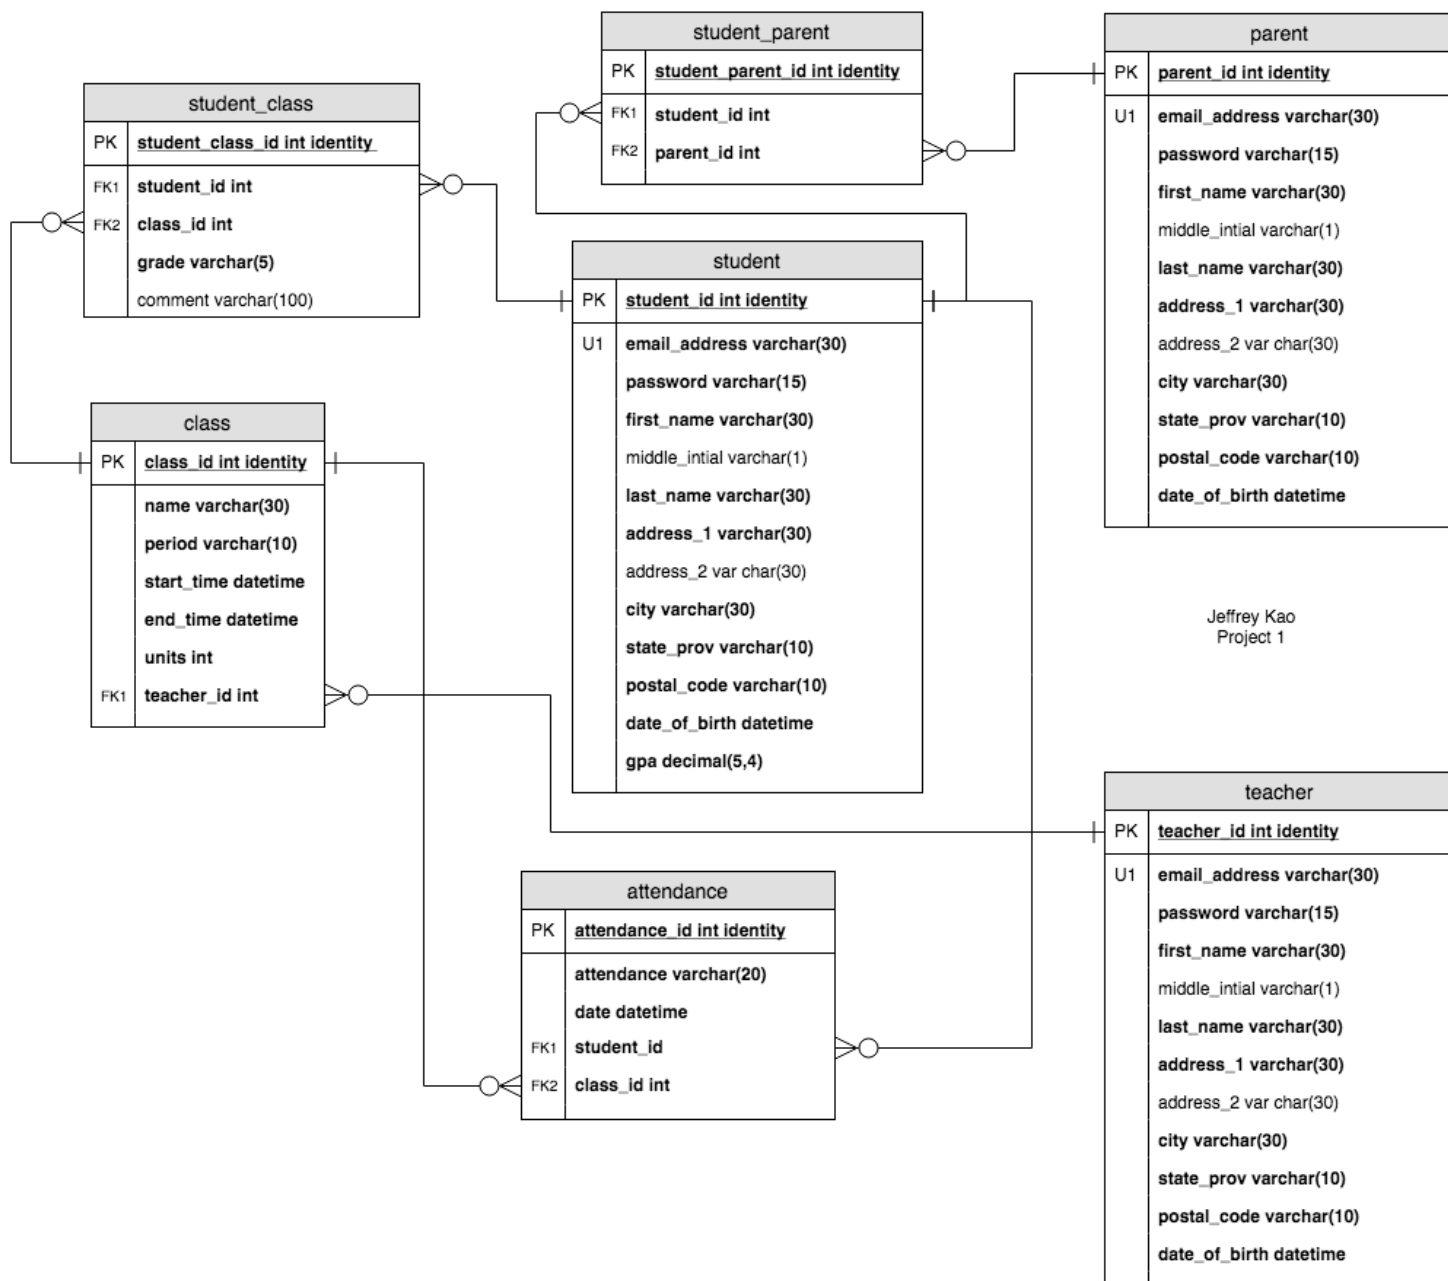 student_parent
PK student_parent_id int identity
FK1 student_id int
FK2 parent_id int
parent
PK parent_id int identity
U1 email_address varchar(30)
password varchar(15)
first_name varchar(30)
middle_intial varchar(1)
last_name varchar(30)
address_1 varchar(30)
address_2 var char(30)
city varchar(30)
state_prov varchar(10)
postal_code varchar(10)
date_of_birth datetime
student_class
PK student_class_id int identity
FK1 student_id int
FK2 class_id int
grade varchar(5)
comment varchar(100)
student
PK student_id int identity
U1 email_address varchar(30)
password varchar(15)
first_name varchar(30)
middle_intial varchar(1)
last_name varchar(30)
address_1 varchar(30)
address_2 var char(30)
city varchar(30)
state_prov varchar(10)
postal_code varchar(10)
date_of_birth datetime
gpa decimal(5,4)
class
PK class_id int identity
name varchar(30)
period varchar(10)
start_time datetime
end_time datetime
units int
FK1 teacher_id int
Jeffrey Kao
Project 1
attendance
PK attendance_id int identity
attendance varchar(20)
date datetime
FK1 student_id
FK2 class_id int
teacher
PK teacher_id int identity
U1 email_address varchar(30)
password varchar(15)
first_name varchar(30)
middle_intial varchar(1)
last_name varchar(30)
address_1 varchar(30)
address_2 var char(30)
city varchar(30)
state_prov varchar(10)
postal_code varchar(10)
date_of_birth datetime